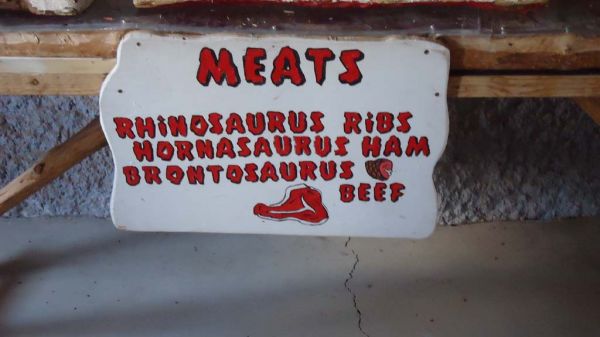 MEATS
RHINOSAURUS RIBS
HORNASAURUS HAM
BRONTOSAURUS
BEEF